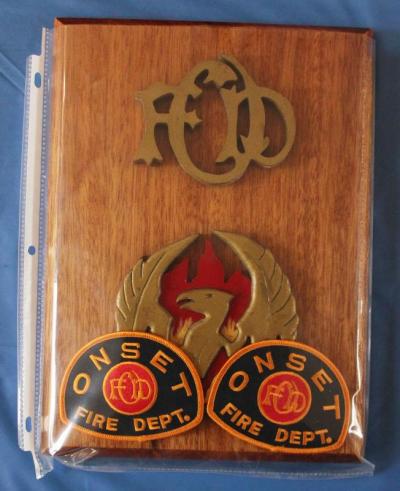 OFD
ONSET
OFD
FIRE DEPT.
ONSET
OFD
FIRE DEPT.